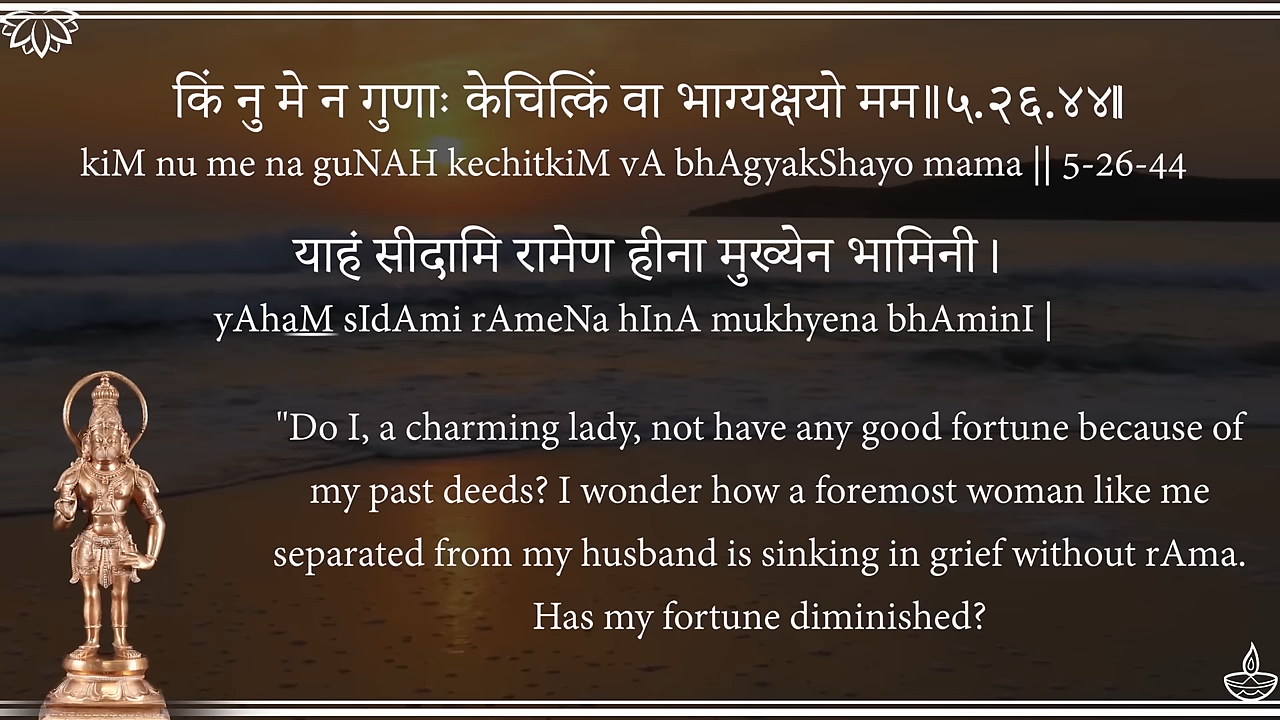 किं नु मे न गुणाः केचित्किं वा भाग्यक्षयो मम॥५.२६.४४॥
kiM nu me na guNAH kechitkiM vA bhAgyakShayo mama || 5-26-44
याहं सीदामि रामेण हीना मुख्येन भामिनी।
yAhaM sIdAmi rAmeNa hInA mukhyena bhAminI |
"Do I, a charming lady, not have any good fortune because of
my past deeds? I wonder how a foremost woman like me
separated from my husband is sinking in grief without rAma.
Has my fortune diminished?